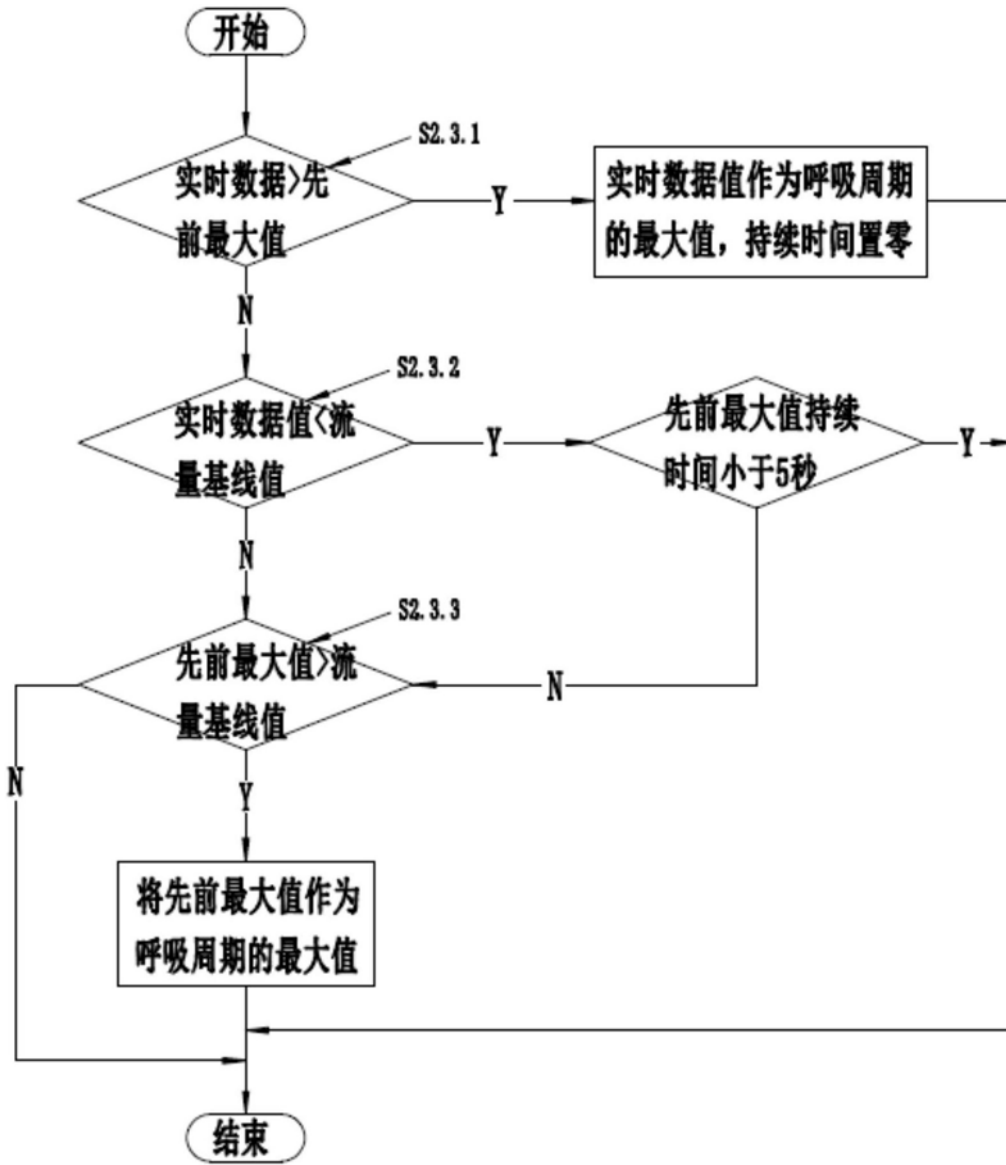 开始
S2.3.1
实时数据>先
前最大值
Y
实时数据值作为呼吸周期
的最大值，持续时间置零
N
S2.3.2
实时数据值<流
量基线值
Y
先前最大值持续
时间小于5秒
Y
N
S2.3.3
先前最大值>流
量基线值
N
N
Y
将先前最大值作为
呼吸周期的最大值
结束